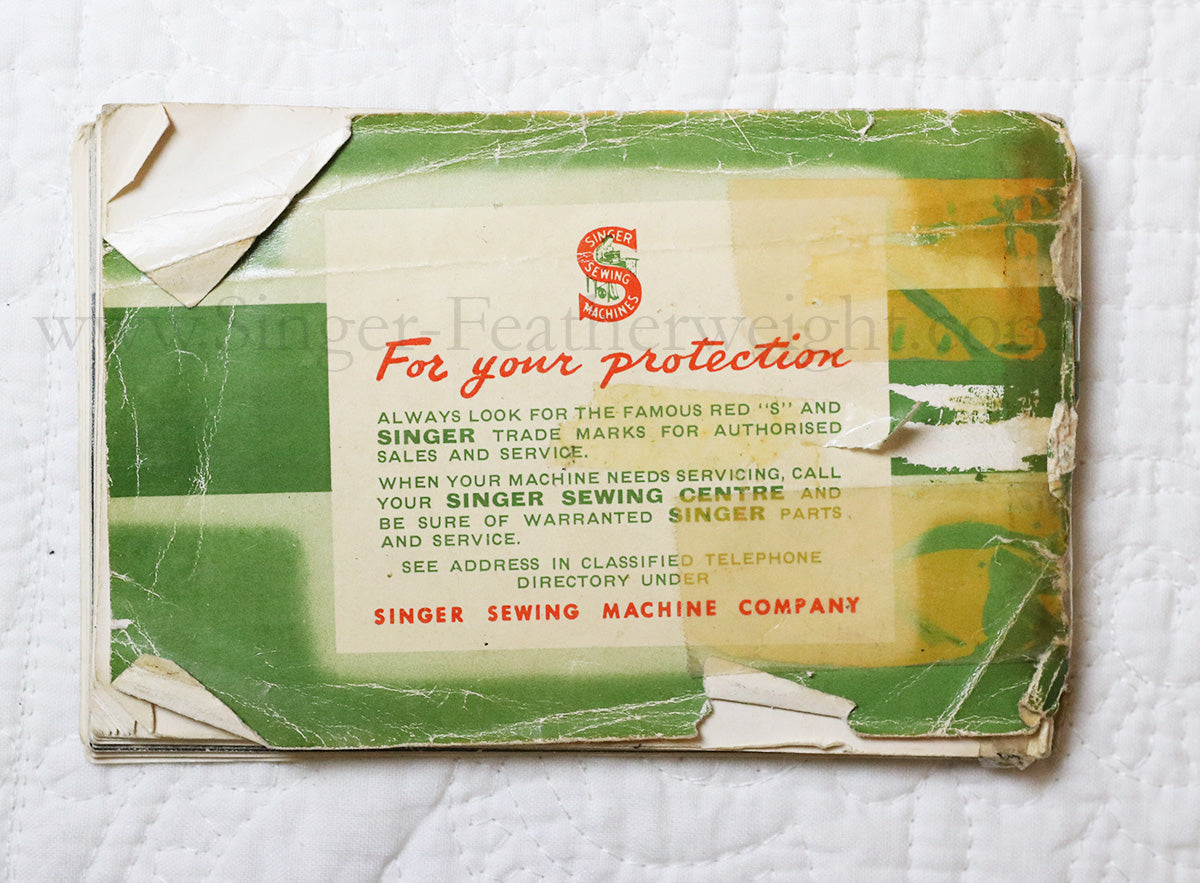 SINGER
SEWING
MACHINES
www.Singer-Featherweight.com
For your protection
ALWAYS LOOK FOR THE FAMOUS RED "S" AND
SINGER TRADE MARKS FOR AUTHORISED
SALES AND SERVICE.
WHEN YOUR MACHINE NEEDS SERVICING, CALL
YOUR SINGER SEWING CENTRE AND
BE SURE OF WARRANTED SINGER PARTS
AND SERVICE.
SEE ADDRESS IN CLASSIFIED TELEPHONE
DIRECTORY UNDER
SINGER SEWING MACHINE COMPANY